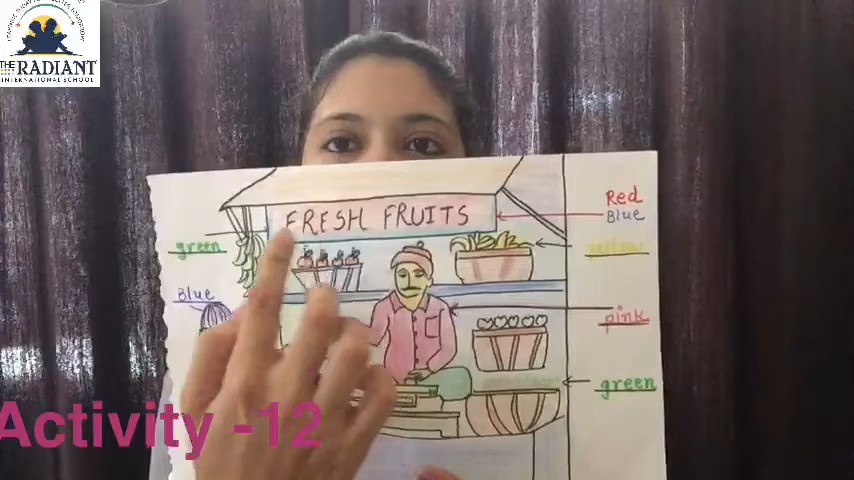 THE RADIANT
INTERNATIONAL SCHOOL
FRESH FRUITS
Red
Blue
green
yellow
Blue
pink
green
Activity -12